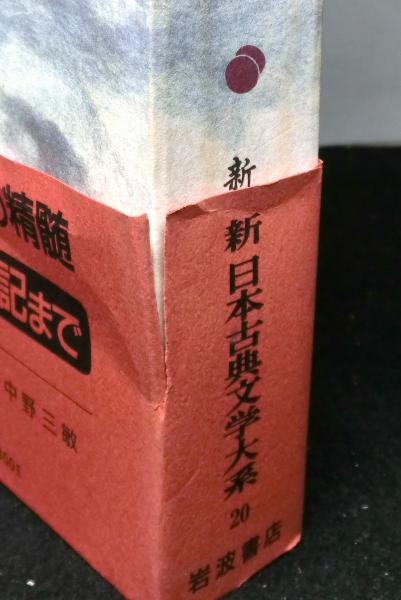 の精髄
記まで
中野三敏
新
新 日本古典文学大系 20
岩波書店